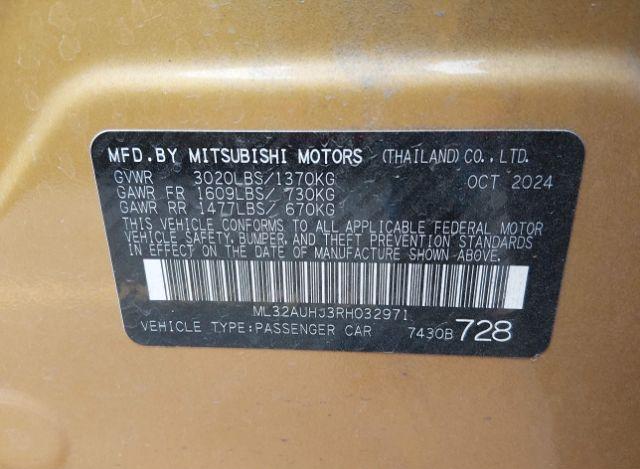 MFD.BY MITSUBISHI MOTORS (THAILAND)CO.,LTD.
GVWR 3020LBS/1370KG OCT 2024
GAWR FR 1609LBS/ 730KG
GAWR RR 1477LBS/ 670KG
THIS VEHICLE CONFORMS TO ALL APPLICABLE FEDERAL MOTOR
VEHICLE SAFETY, BUMPER, AND THEFT PREVENTION STANDARDS
IN EFFECT ON THE DATE OF MANUFACTURE SHOWN ABOVE.
ML32AUHJ3RH032971
VEHICLE TYPE:PASSENGER CAR 7430B 728